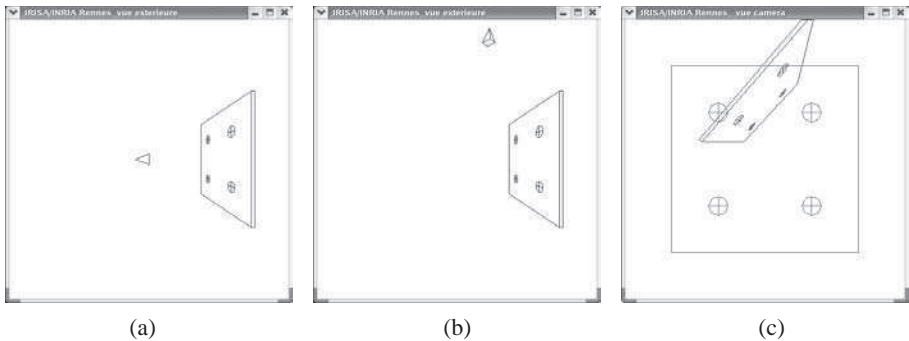 IRISA/INRIA Rennes vue exterieure
IRISA/INRIA Rennes vue exterieure
IRISA/INRIA Rennes vue camera
(a)
(b)
(c)